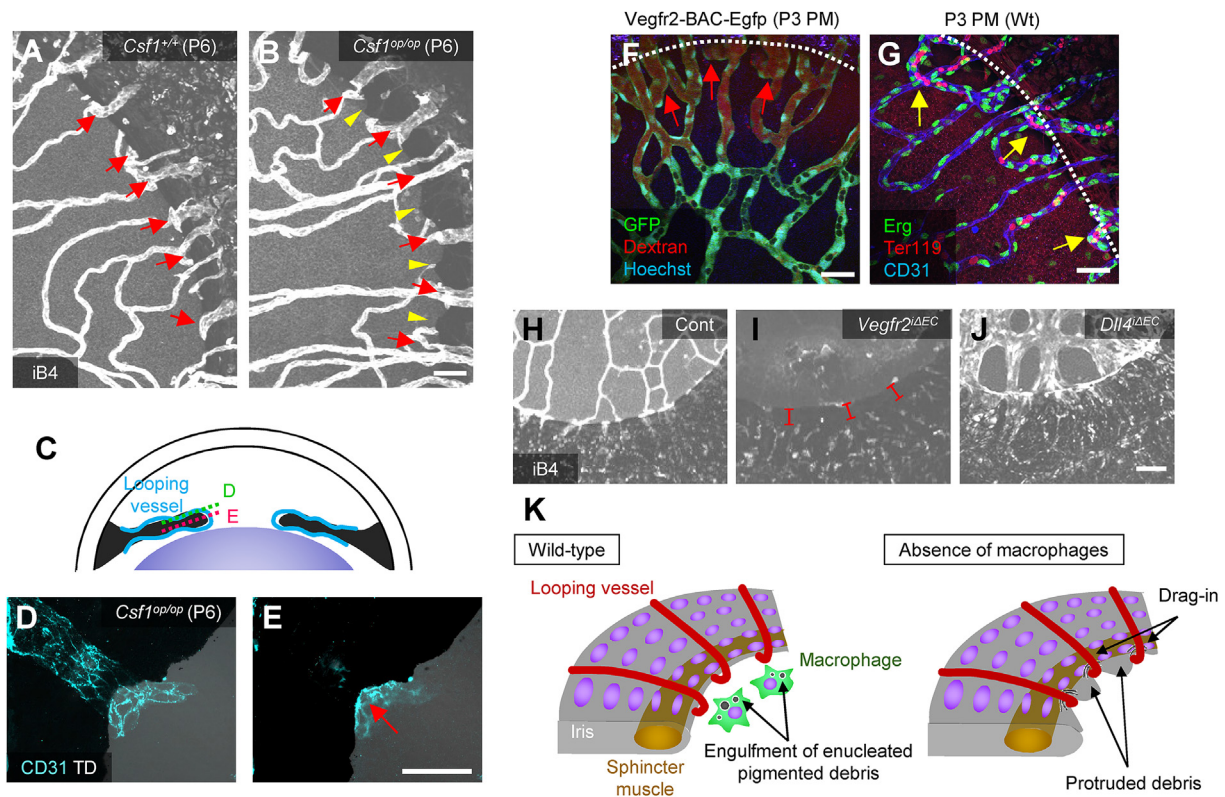 A
Csf1+/+ (P6)
iB4
B
Csf1op/op (P6)
Vegfr2-BAC-Egfp (P3 PM)
F
GFP
Dextran
Hoechst
P3 PM (Wt)
G
Erg
Ter119
CD31
H
Cont
iB4
I
Vegfr2iΔEC
J
Dll4iΔEC
C
Looping
vessel
D
E
D
Csf1op/op (P6)
CD31 TD
E
K
Wild-type
Looping vessel
Macrophage
Iris
Sphincter
muscle
Engulfment of enucleated
pigmented debris
Absence of macrophages
Drag-in
Protruded debris